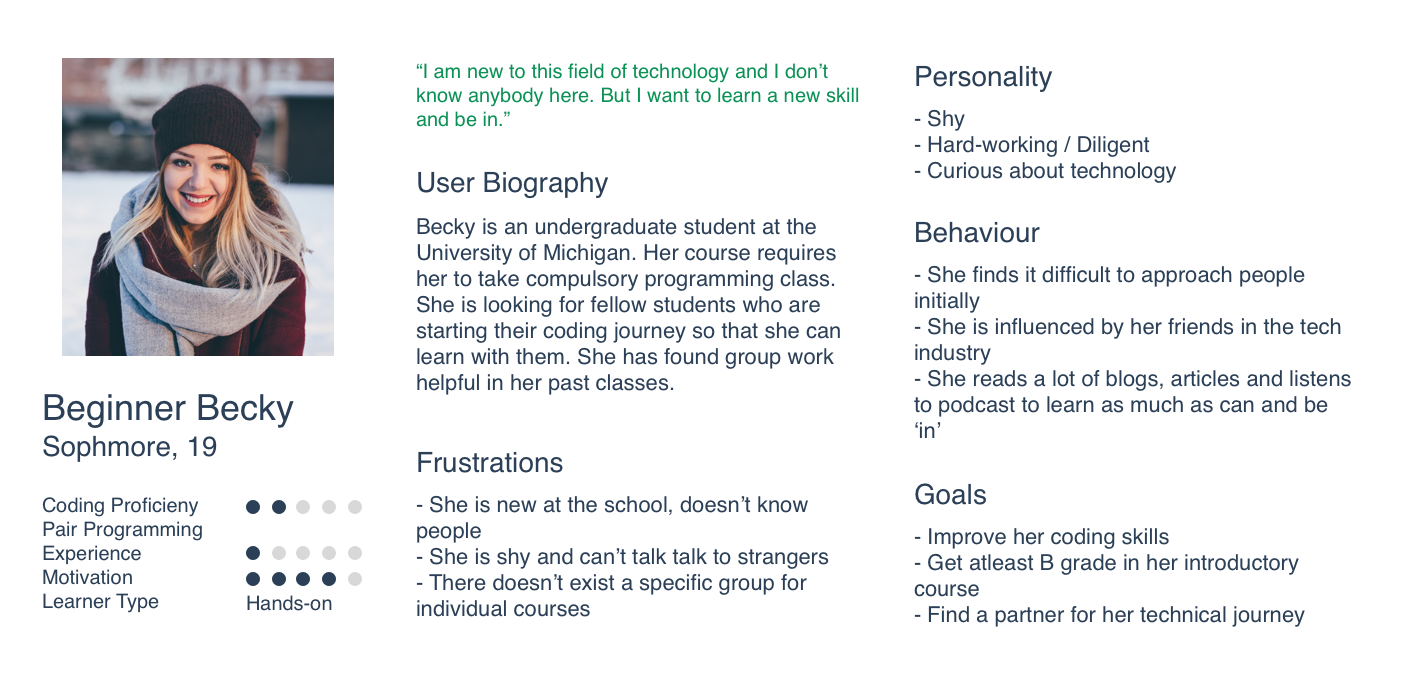 Beginner Becky
Sophmore, 19
Coding Proficieny
Pair Programming
Experience
Motivation
Learner Type
Hands-on
“I am new to this field of technology and I don’t
know anybody here. But I want to learn a new skill
and be in.”
User Biography
Becky is an undergraduate student at the
University of Michigan. Her course requires
her to take compulsory programming class.
She is looking for fellow students who are
starting their coding journey so that she can
learn with them. She has found group work
helpful in her past classes.
Frustrations
- She is new at the school, doesn’t know
people
- She is shy and can’t talk talk to strangers
- There doesn’t exist a specific group for
individual courses
Personality
- Shy
- Hard-working / Diligent
- Curious about technology
Behaviour
- She finds it difficult to approach people
initially
- She is influenced by her friends in the tech
industry
- She reads a lot of blogs, articles and listens
to podcast to learn as much as can and be
‘in’
Goals
- Improve her coding skills
- Get atleast B grade in her introductory
course
- Find a partner for her technical journey